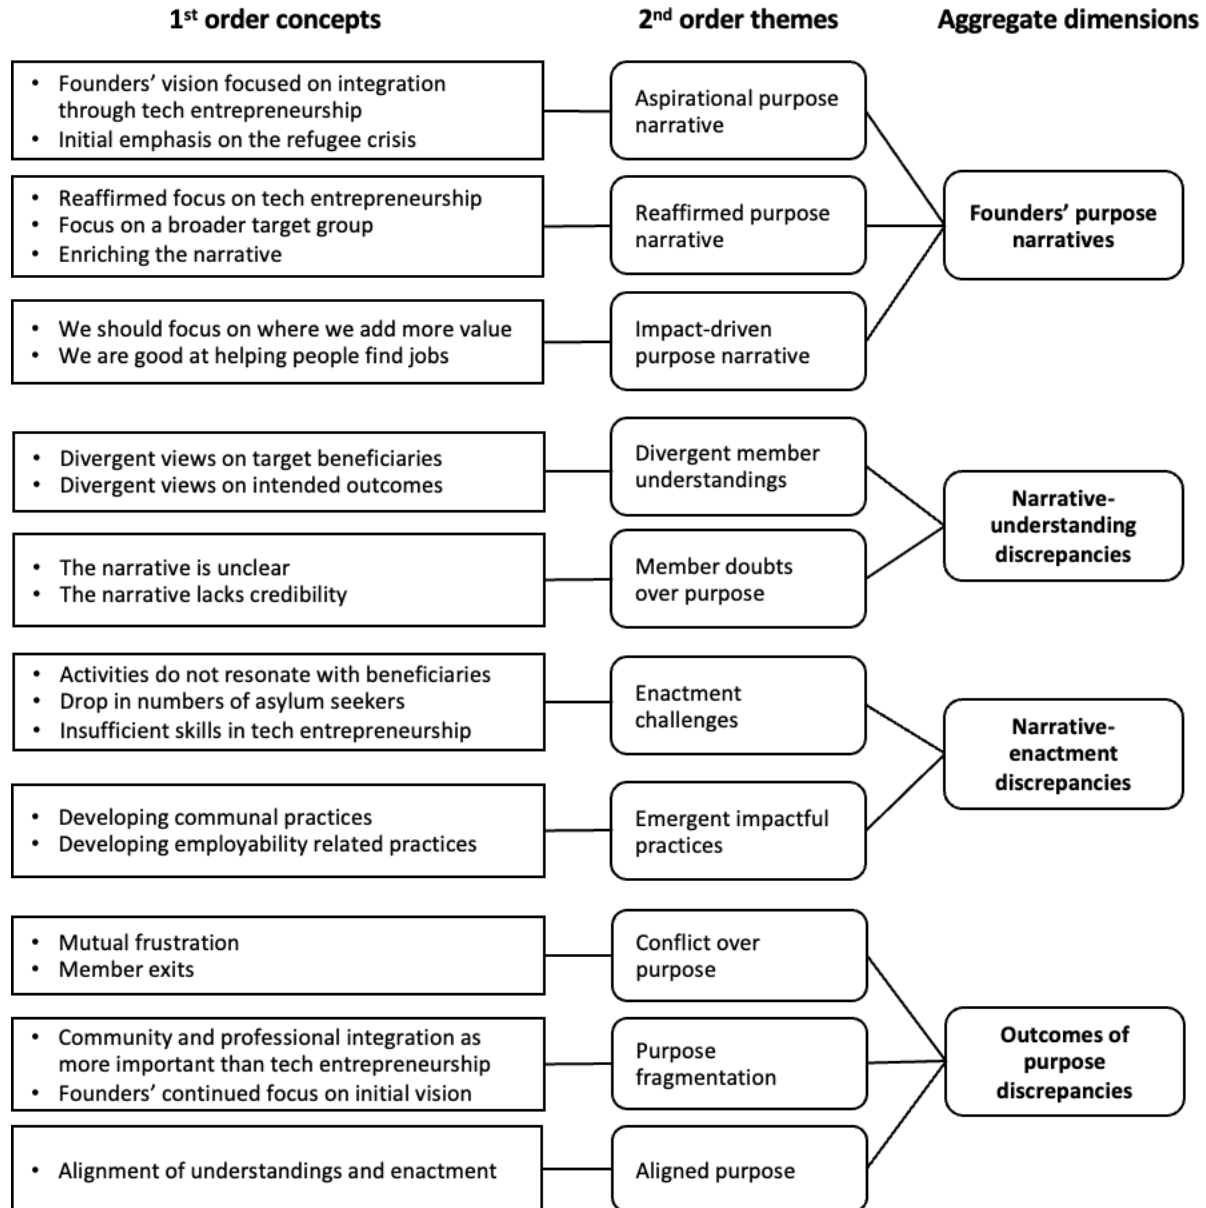 1st order concepts
2nd order themes
Aggregate dimensions
• Founders’ vision focused on integration
through tech entrepreneurship
• Initial emphasis on the refugee crisis
Aspirational purpose
narrative
• Reaffirmed focus on tech entrepreneurship
• Focus on a broader target group
• Enriching the narrative
Reaffirmed purpose
narrative
• We should focus on where we add more value
• We are good at helping people find jobs
Impact-driven
purpose narrative
Founders’ purpose
narratives
• Divergent views on target beneficiaries
• Divergent views on intended outcomes
Divergent member
understandings
• The narrative is unclear
• The narrative lacks credibility
Member doubts
over purpose
Narrative-
understanding
discrepancies
• Activities do not resonate with beneficiaries
• Drop in numbers of asylum seekers
• Insufficient skills in tech entrepreneurship
Enactment
challenges
• Developing communal practices
• Developing employability related practices
Emergent impactful
practices
Narrative-
enactment
discrepancies
• Mutual frustration
• Member exits
Conflict over
purpose
• Community and professional integration as
more important than tech entrepreneurship
• Founders’ continued focus on initial vision
Purpose
fragmentation
• Alignment of understandings and enactment
Aligned purpose
Outcomes of
purpose
discrepancies